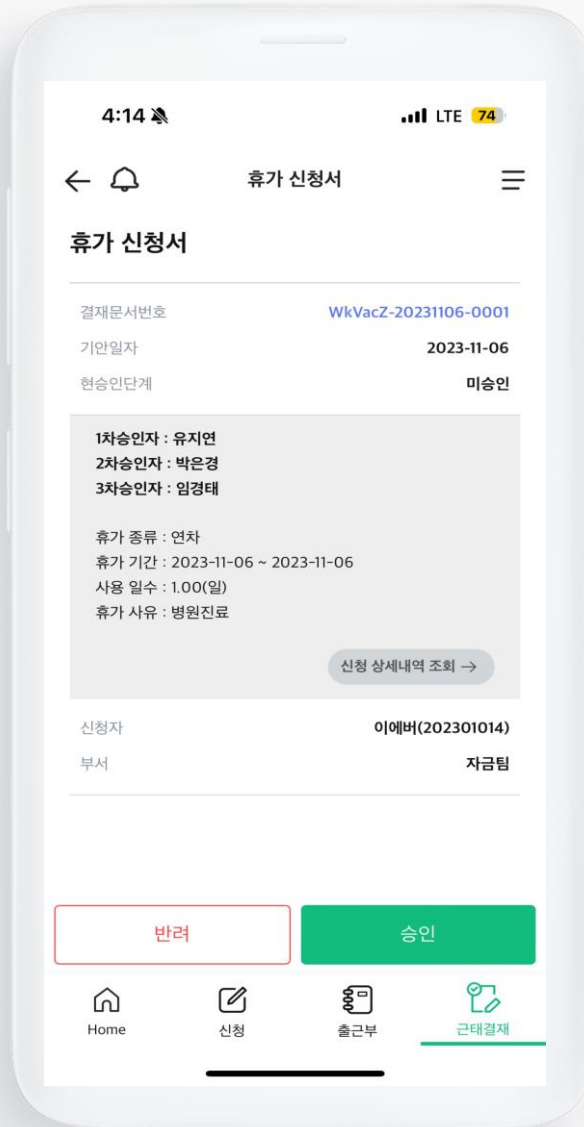 4:14 LTE 74
휴가 신청서
휴가 신청서
결재문서번호 WkVacZ-20231106-0001
기안일자 2023-11-06
현승인단계 미승인
1차승인자 : 유지연
2차승인자 : 박은경
3차승인자 : 임경태
휴가 종류 : 연차
휴가 기간 : 2023-11-06 ~ 2023-11-06
사용 일수 : 1.00(일)
휴가 사유 : 병원진료
신청 상세내역 조회 →
신청자 이에버(202301014)
부서 자금팀
반려 승인
Home 신청 출근부 근태결재